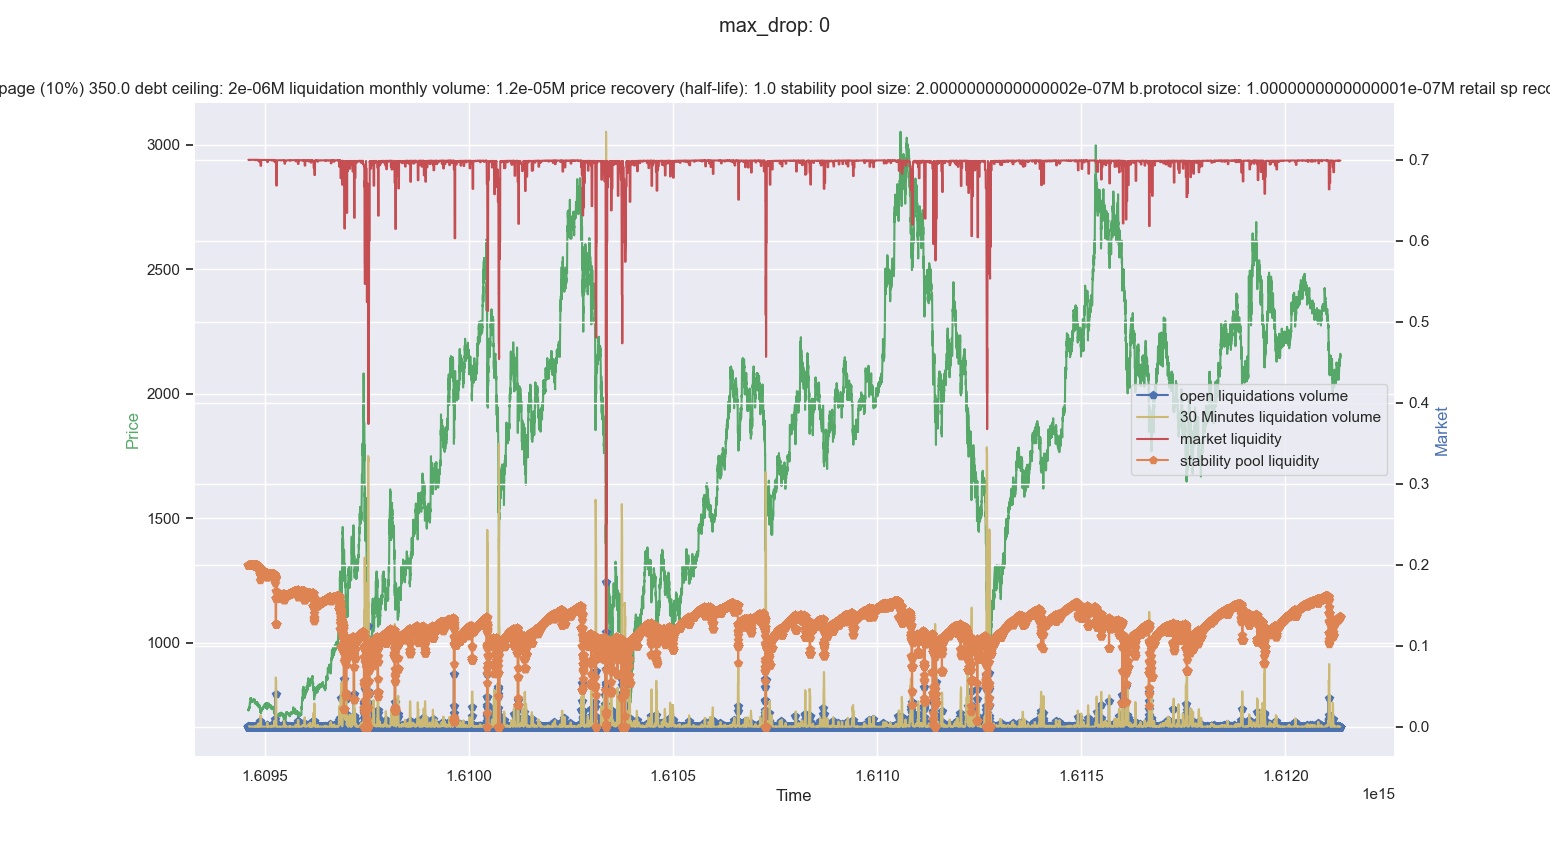 max_drop: 0
page (10%) 350.0 debt ceiling: 2e-06M liquidation monthly volume: 1.2e-05M price recovery (half-life): 1.0 stability pool size: 2.0000000000000002e-07M b.protocol size: 1.0000000000000001e-07M retail sp reco
3000
2500
2000
1500
1000
Price
0.7
0.6
0.5
0.4
0.3
0.2
0.1
0.0
Market
open liquidations volume
30 Minutes liquidation volume
market liquidity
stability pool liquidity
1.6095 1.6100 1.6105 1.6110 1.6115 1.6120
Time
1e15